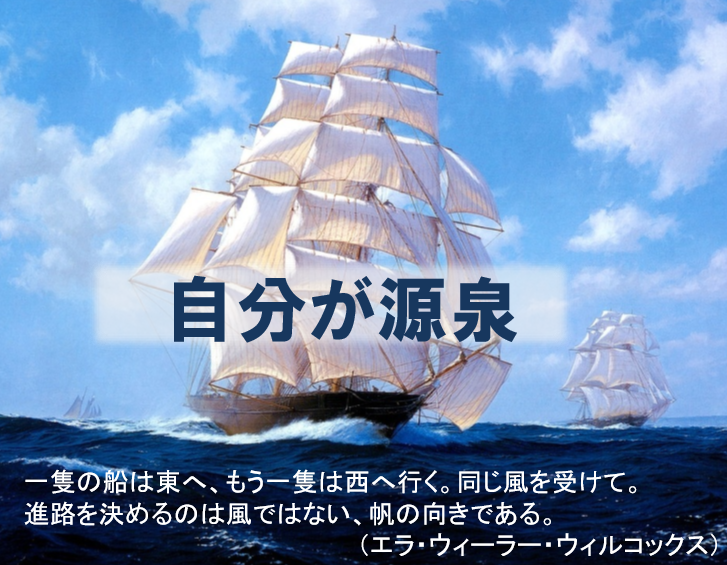 自分が源泉
一隻の船は東へ、もう一隻は西へ行く。同じ風を受けて。
進路を決めるのは風ではない、帆の向きである。
（エラ・ウィーラー・ウィルコックス）